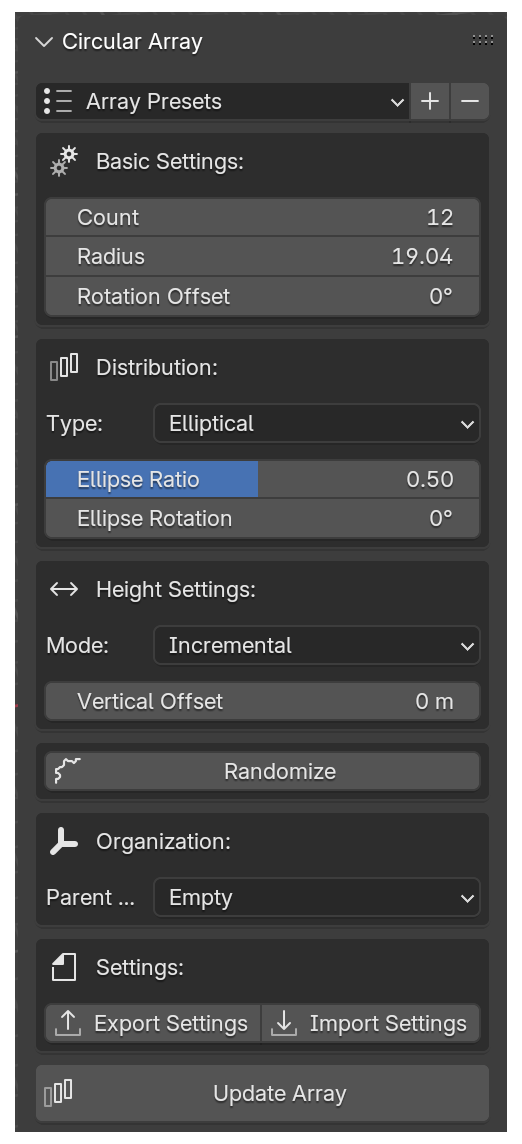 Circular Array
Array Presets
Basic Settings:
Count 12
Radius 19.04
Rotation Offset 0°
Distribution:
Type: Elliptical
Ellipse Ratio 0.50
Ellipse Rotation 0°
Height Settings:
Mode: Incremental
Vertical Offset 0 m
Randomize
Organization:
Parent ... Empty
Settings:
Export Settings Import Settings
Update Array